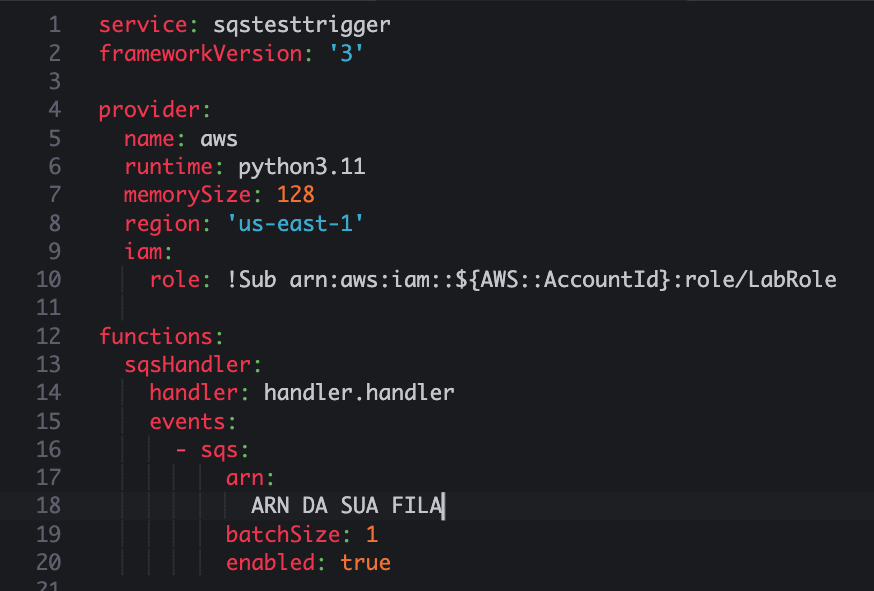 1 service: sqstesttrigger
2 frameworkVersion: '3'
3
4 provider:
5   name: aws
6   runtime: python3.11
7   memorySize: 128
8   region: 'us-east-1'
9   iam:
10     role: !Sub arn:aws:iam::${AWS::AccountId}:role/LabRole
11
12 functions:
13   sqsHandler:
14     handler: handler.handler
15     events:
16       - sqs:
17           arn:
18             ARN DA SUA FILA
19           batchSize: 1
20           enabled: true
21